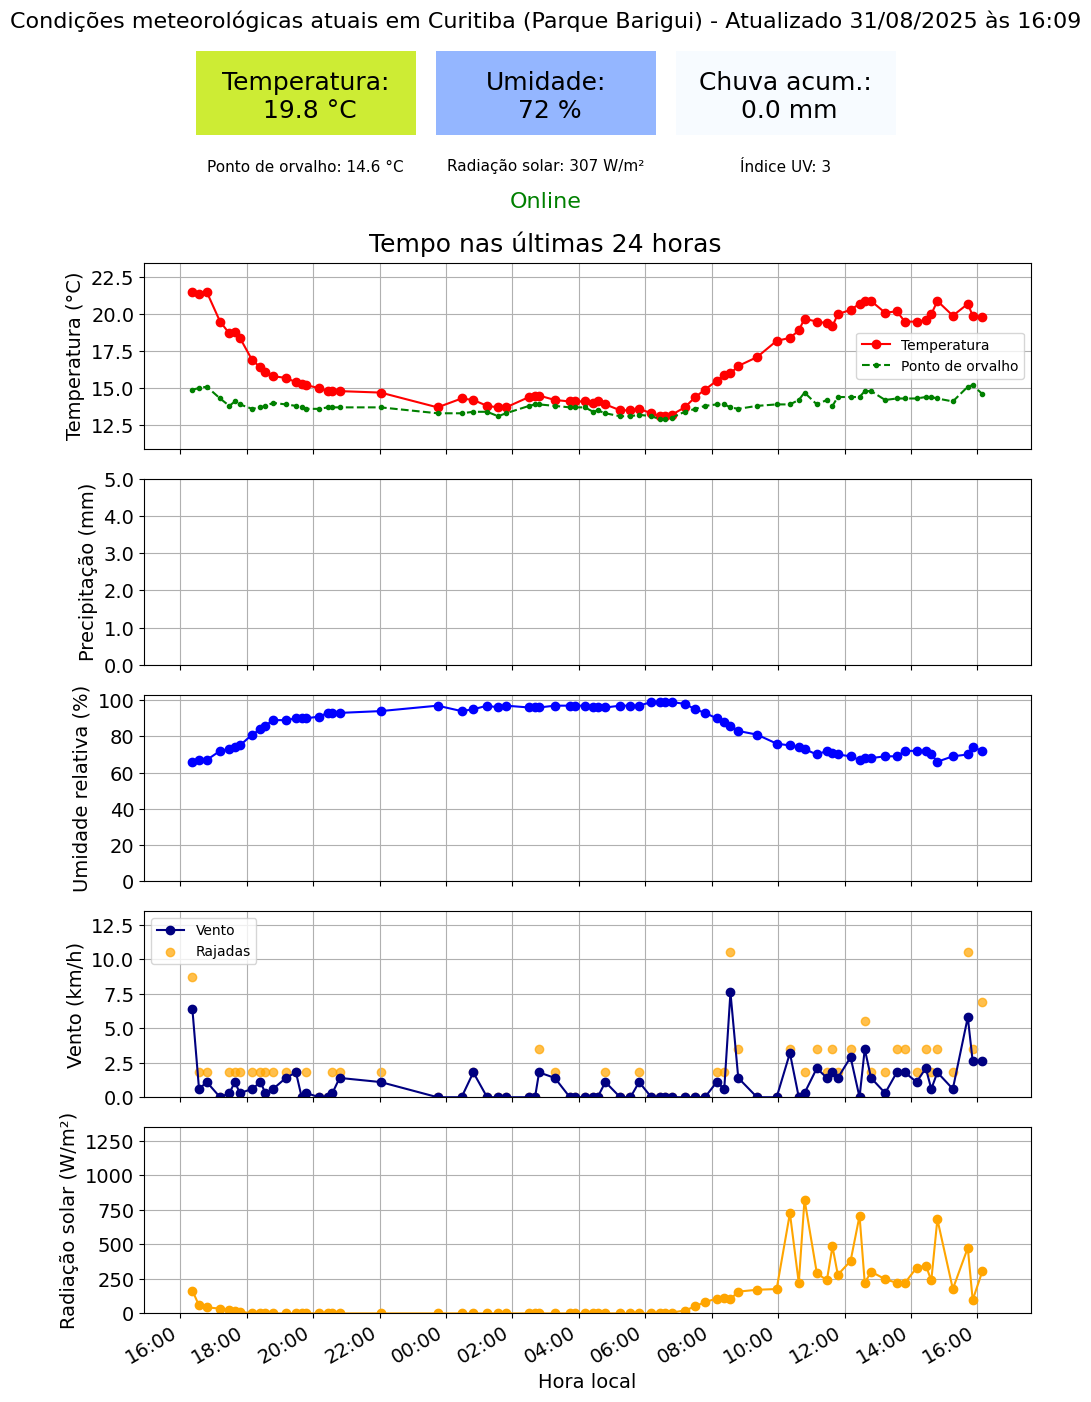 Condições meteorológicas atuais em Curitiba (Parque Barigui) - Atualizado 31/08/2025 às 16:09
Temperatura:
19.8 °C
Umidade:
72 %
Chuva acum.:
0.0 mm
Ponto de orvalho: 14.6 °C
Radiação solar: 307 W/m²
Índice UV: 3
Online
Tempo nas últimas 24 horas
Temperatura (°C)
22.5
20.0
17.5
15.0
12.5
Temperatura
Ponto de orvalho
Precipitação (mm)
5.0
4.0
3.0
2.0
1.0
0.0
Umidade relativa (%)
100
80
60
40
20
0
Vento (km/h)
12.5
10.0
7.5
5.0
2.5
0.0
Vento
Rajadas
Radiação solar (W/m²)
1250
1000
750
500
250
0
16:00
18:00
20:00
22:00
00:00
02:00
04:00
06:00
08:00
10:00
12:00
14:00
16:00
Hora local